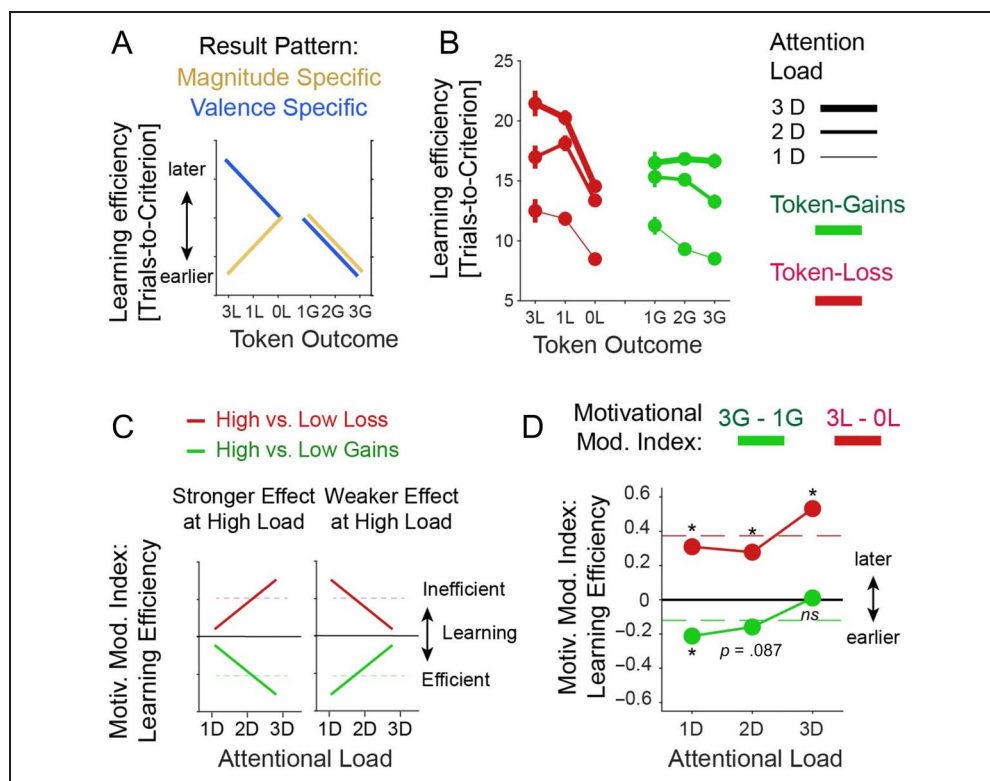 A
Result Pattern:
Magnitude Specific
Valence Specific
Learning efficiency
[Trials-to-Criterion]
later
earlier
3L 1L 0L 1G 2G 3G
Token Outcome
B
Learning efficiency
[Trials-to-Criterion]
25
20
15
10
5
3L 1L 0L 1G 2G 3G
Token Outcome
Attention
Load
3 D
2 D
1 D
Token-Gains
Token-Loss
C
High vs. Low Loss
High vs. Low Gains
Stronger Effect
at High Load
Weaker Effect
at High Load
Motiv. Mod. Index:
Learning Efficiency
Inefficient
Learning
Efficient
1D 2D 3D
1D 2D 3D
Attentional Load
D
Motivational
Mod. Index:
3G - 1G
3L - 0L
Motiv. Mod. Index:
Learning Efficiency
0.6
0.4
0.2
0
−0.2
−0.4
−0.6
*
*
*
ns
*
p = .087
later
earlier
1D 2D 3D
Attentional Load